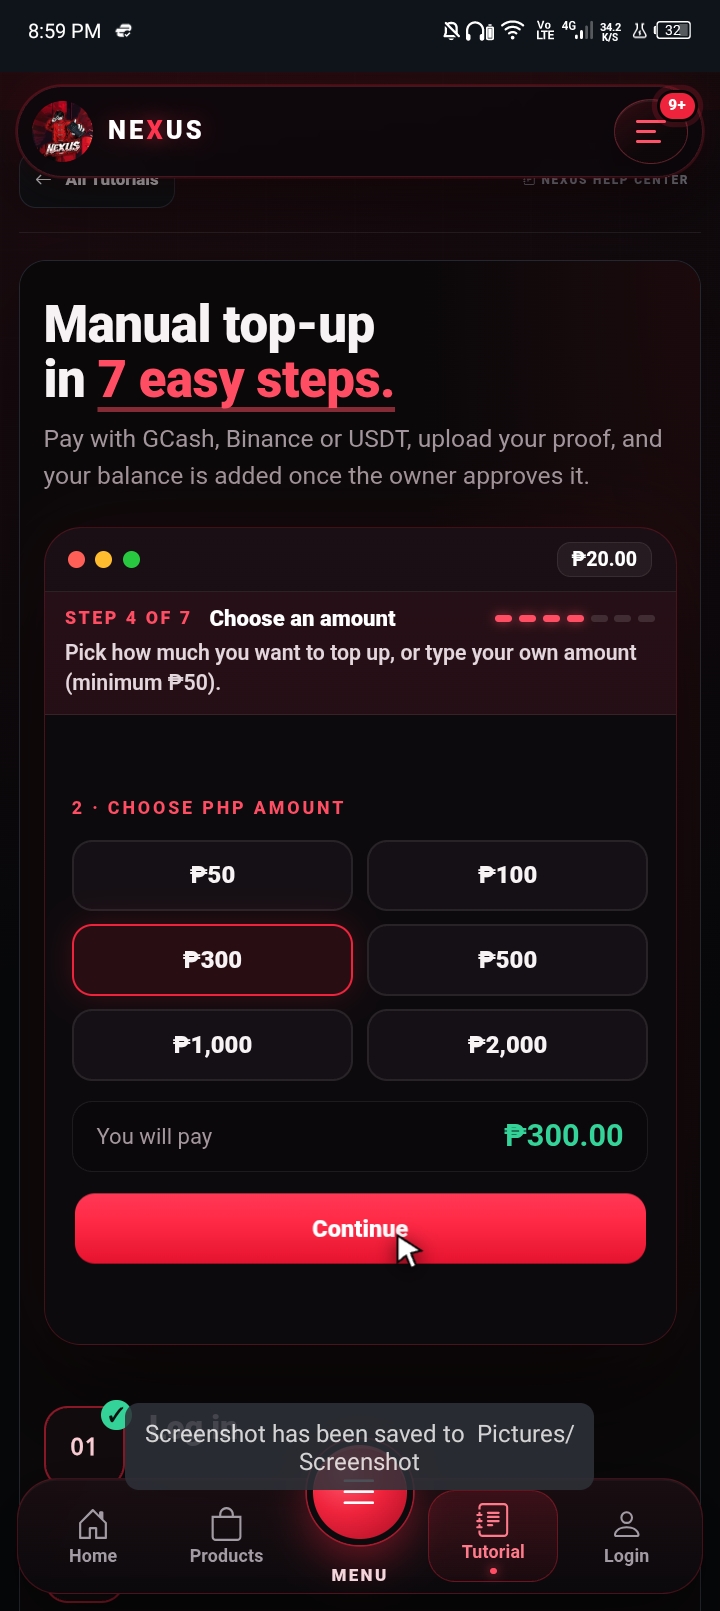 8:59 PM
Vo LTE 4G 34.2 K/S 32
9+
NEXUS
NEXUS
← All Tutorials
NEXUS HELP CENTER
Manual top-up
in 7 easy steps.
Pay with GCash, Binance or USDT, upload your proof, and
your balance is added once the owner approves it.
₱20.00
STEP 4 OF 7 Choose an amount
Pick how much you want to top up, or type your own amount
(minimum ₱50).
2 · CHOOSE PHP AMOUNT
₱50 ₱100
₱300 ₱500
₱1,000 ₱2,000
You will pay ₱300.00
Continue
01 Log in
Screenshot has been saved to Pictures/
Screenshot
Home Products MENU Tutorial Login